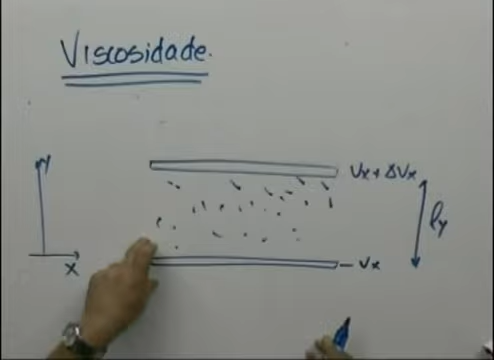 Viscosidade.
y
Vx + ΔVx
ly
Vx
x